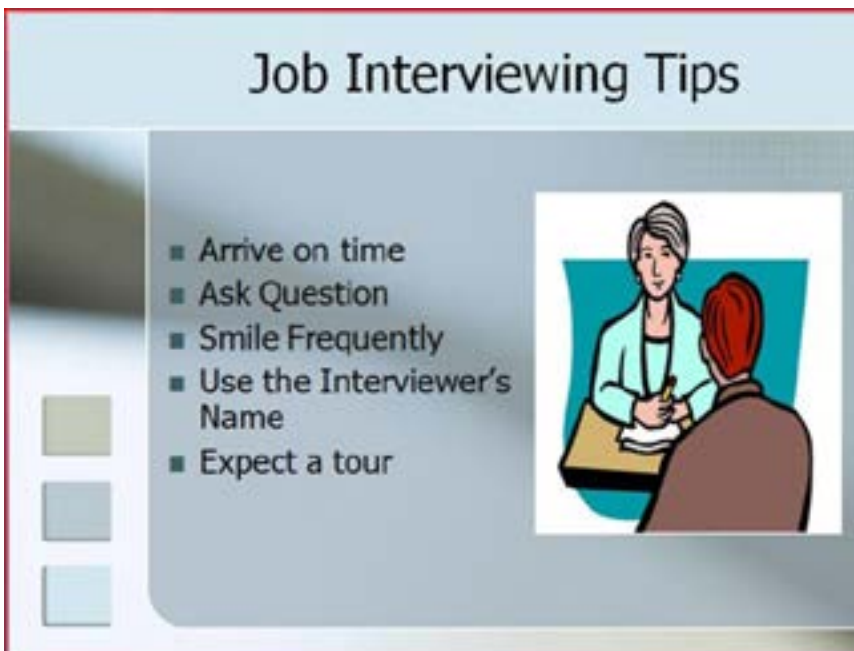 Job Interviewing Tips
Arrive on time
Ask Question
Smile Frequently
Use the Interviewer's
Name
Expect a tour